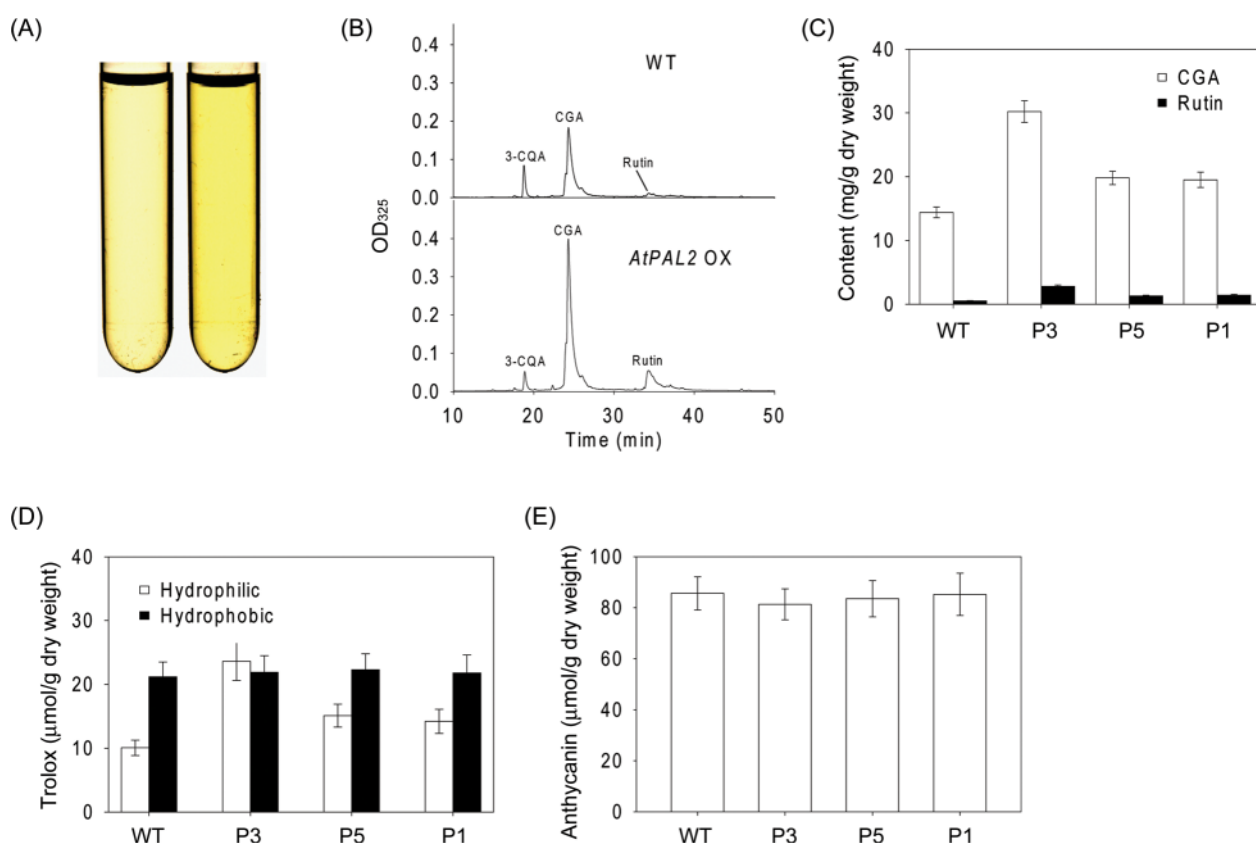 (A)
(B)
0.4
0.3
0.2
0.1
0.0
WT
3-CQA
CGA
Rutin
OD325
0.4
0.3
0.2
0.1
0.0
CGA
AtPAL2 OX
3-CQA
Rutin
10 20 30 40 50
Time (min)
(C)
40
30
20
10
0
Content (mg/g dry weight)
CGA
Rutin
WT P3 P5 P1
(D)
40
30
20
10
0
Trolox (μmol/g dry weight)
Hydrophilic
Hydrophobic
WT P3 P5 P1
(E)
100
80
60
40
20
0
Anthycanin (μmol/g dry weight)
WT P3 P5 P1